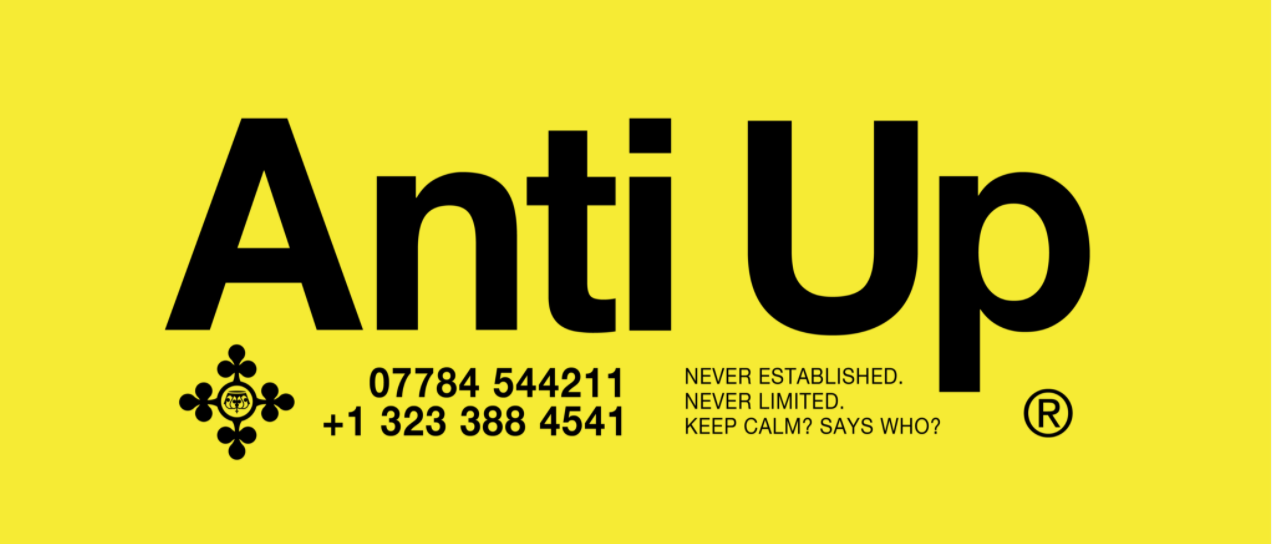 Anti Up
07784 544211
+1 323 388 4541
NEVER ESTABLISHED.
NEVER LIMITED.
KEEP CALM? SAYS WHO?
®